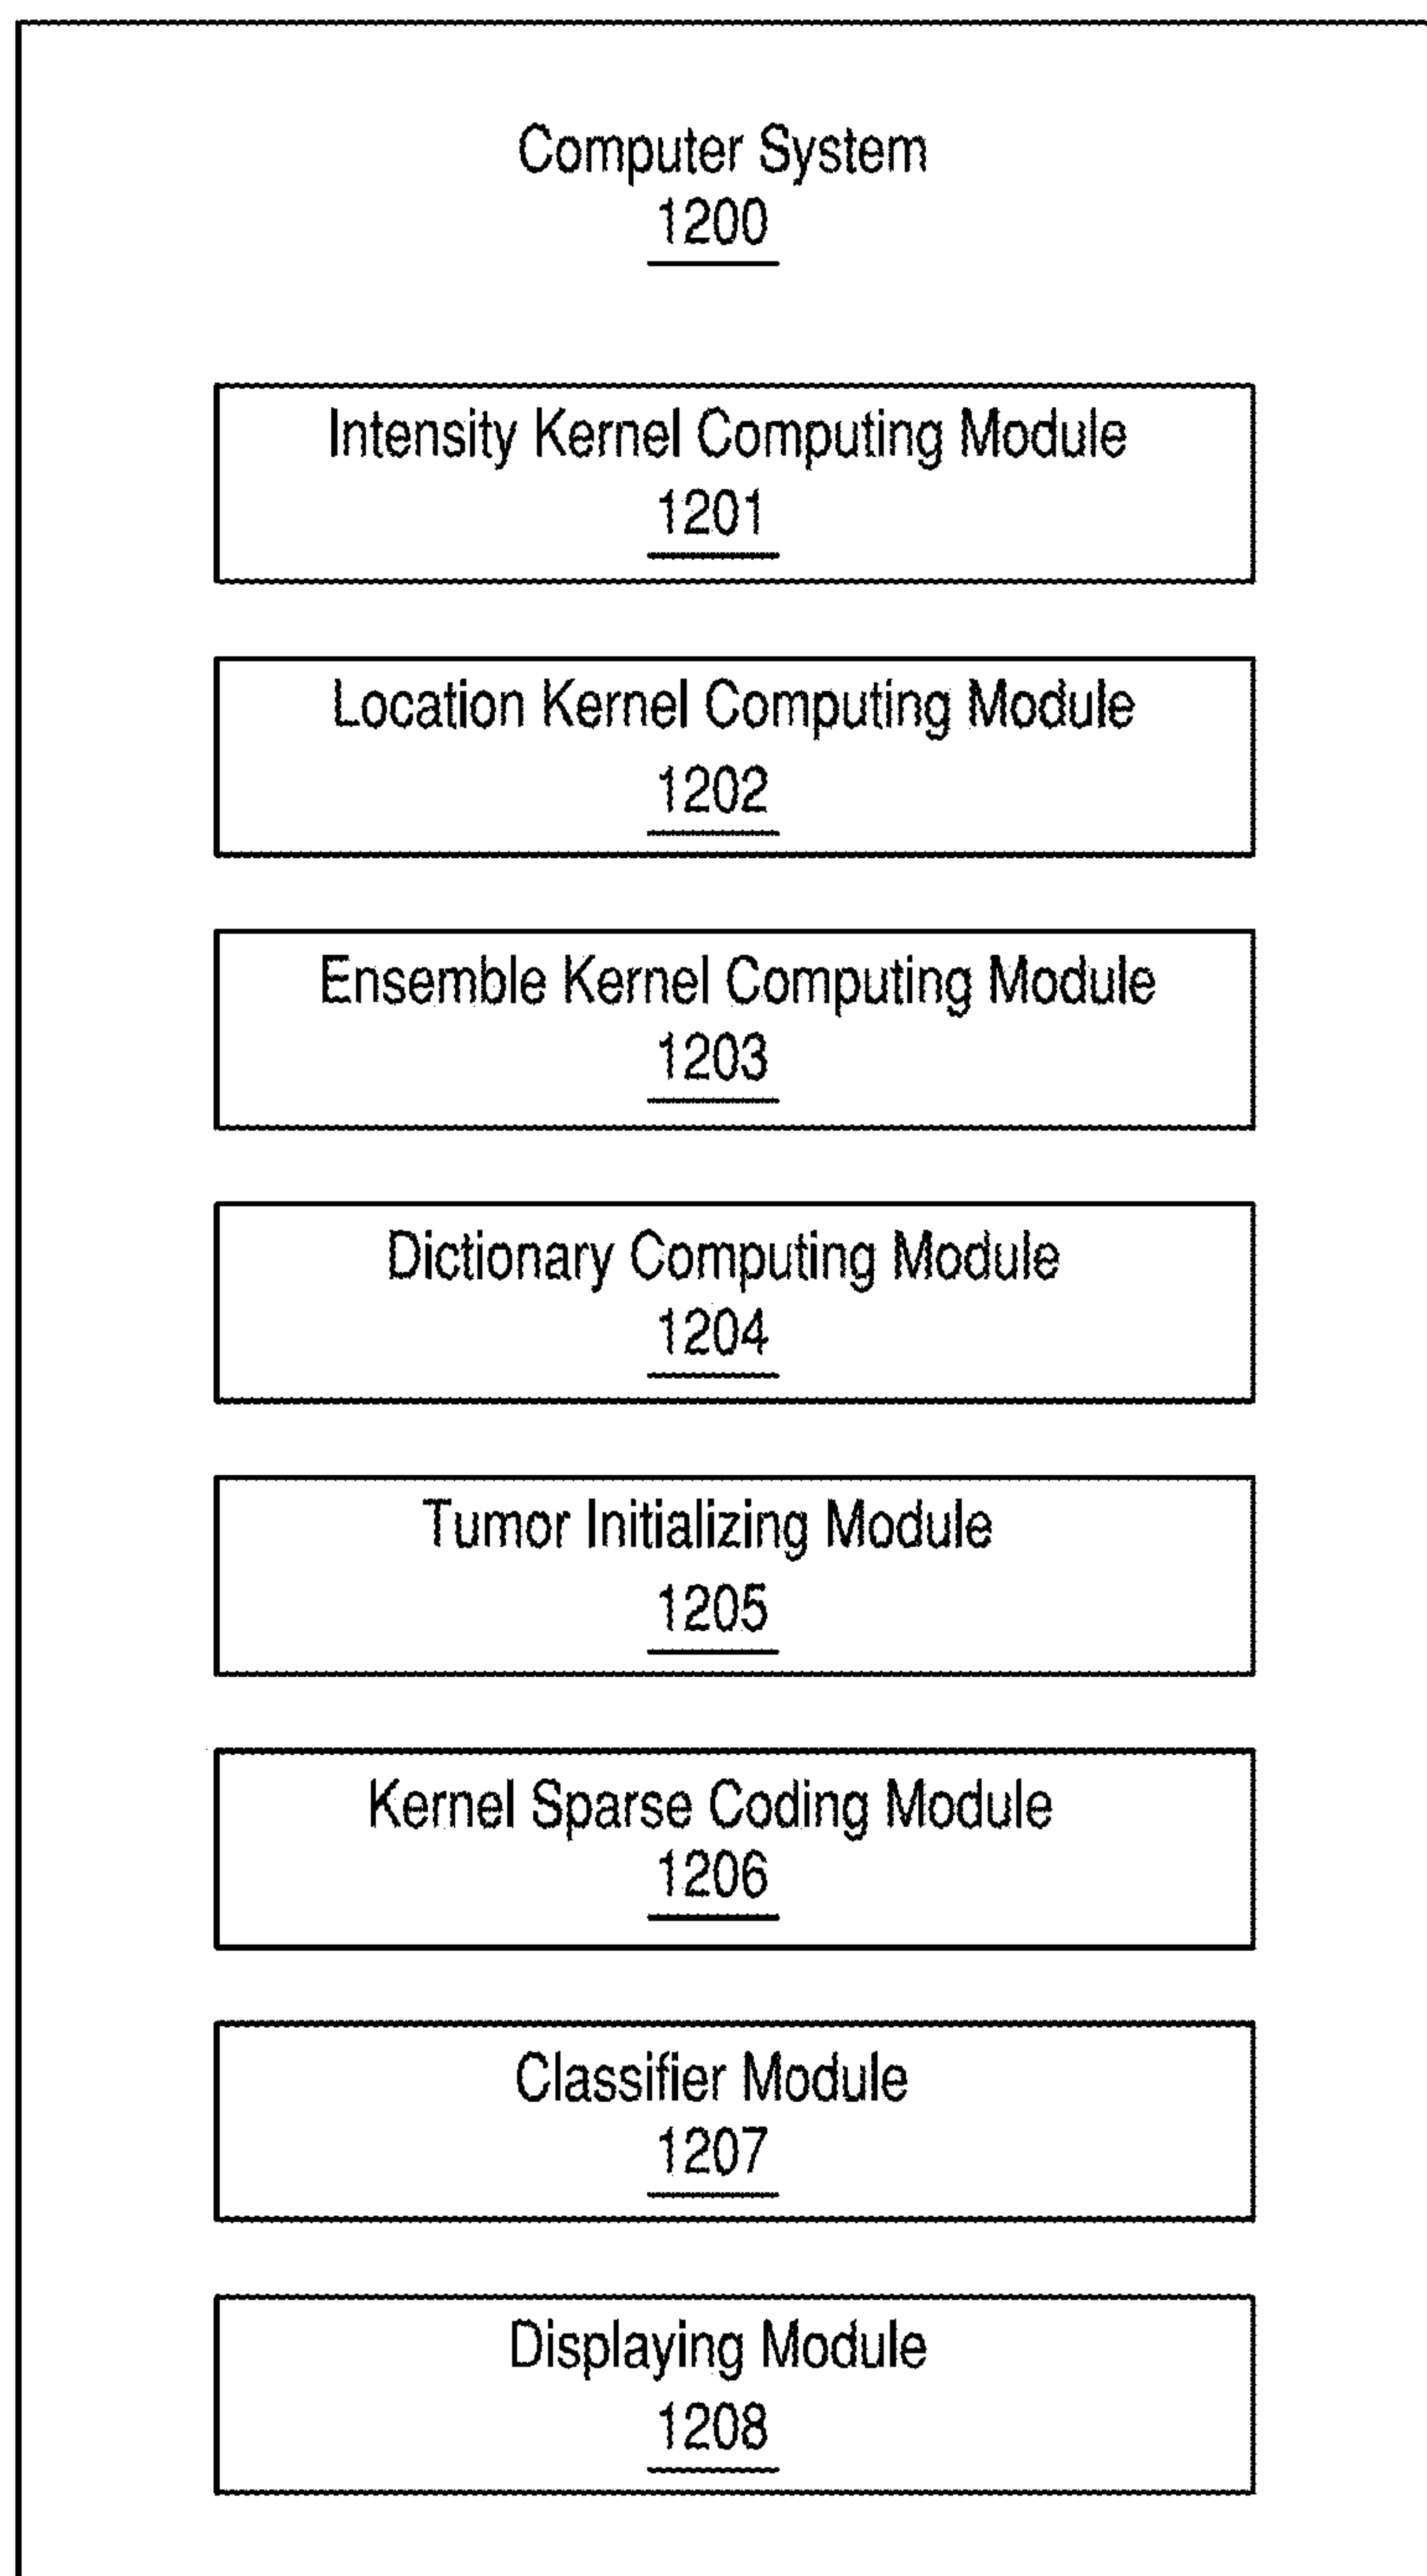 Computer System
1200
Intensity Kernel Computing Module
1201
Location Kernel Computing Module
1202
Ensemble Kernel Computing Module
1203
Dictionary Computing Module
1204
Tumor Initializing Module
1205
Kernel Sparse Coding Module
1206
Classifier Module
1207
Displaying Module
1208